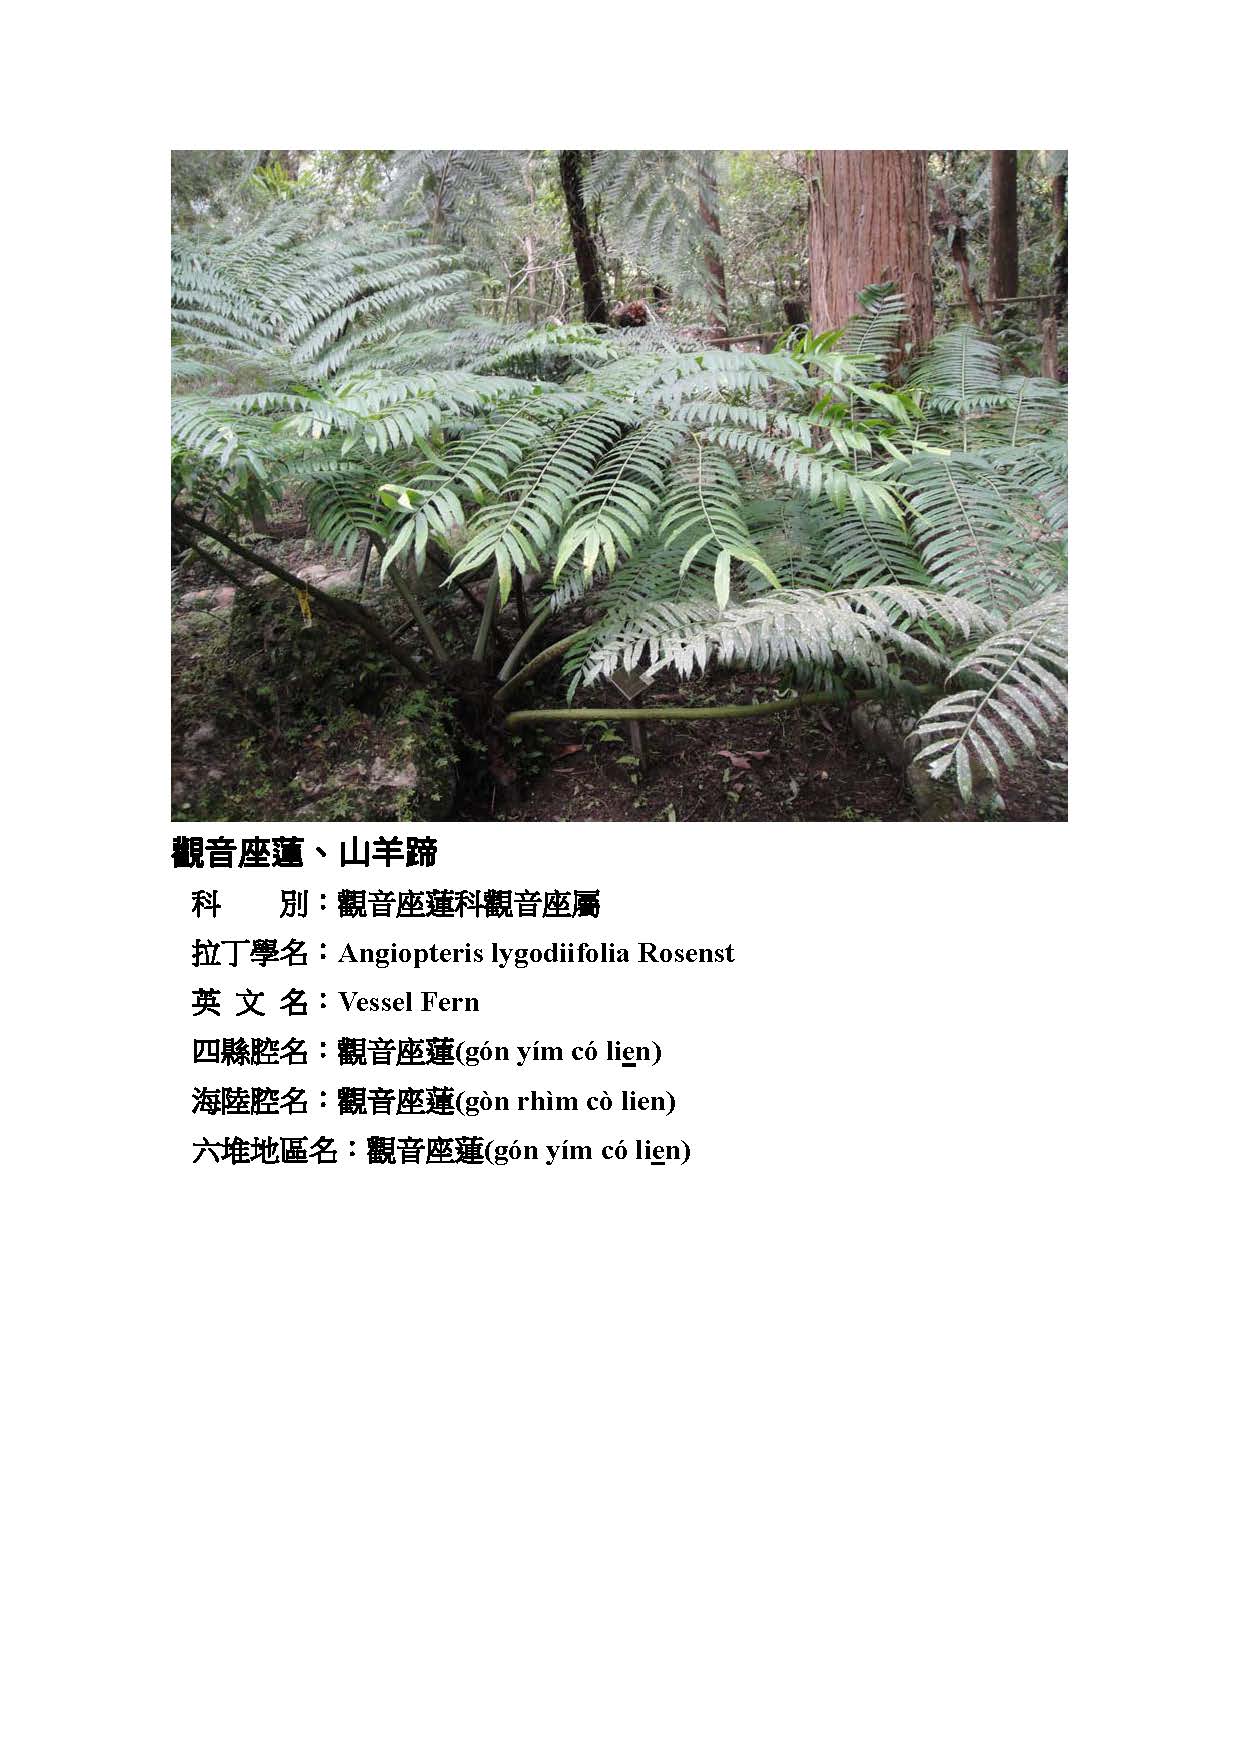 觀音座蓮、山羊蹄
科　　別：觀音座蓮科觀音座屬
拉丁學名：Angiopteris lygodiifolia Rosenst
英 文 名：Vessel Fern
四縣腔名：觀音座蓮(gón yím có lien)
海陸腔名：觀音座蓮(gòn rhìm cò lien)
六堆地區名：觀音座蓮(gón yím có lien)